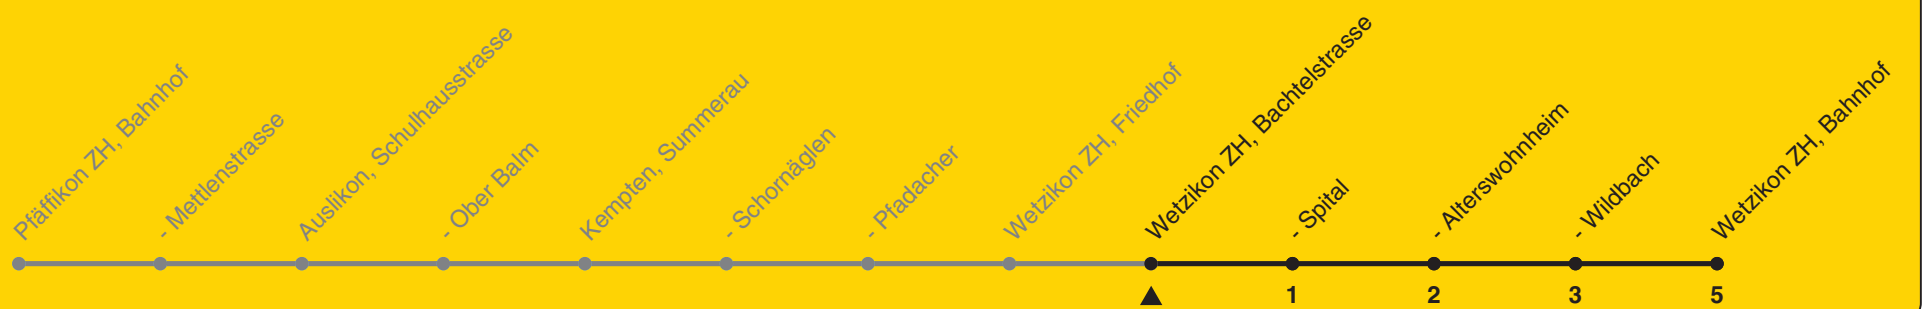 Pfäffikon ZH, Bahnhof
- Mettlenstrasse
Auslikon, Schulhausstrasse
- Ober Balm
Kempten, Summerau
- Schornäglen
- Pfadacher
Wetzikon ZH, Friedhof
Wetzikon ZH, Bachtelstrasse
- Spital
- Alterswohnheim
- Wildbach
Wetzikon ZH, Bahnhof
1 2 3 5